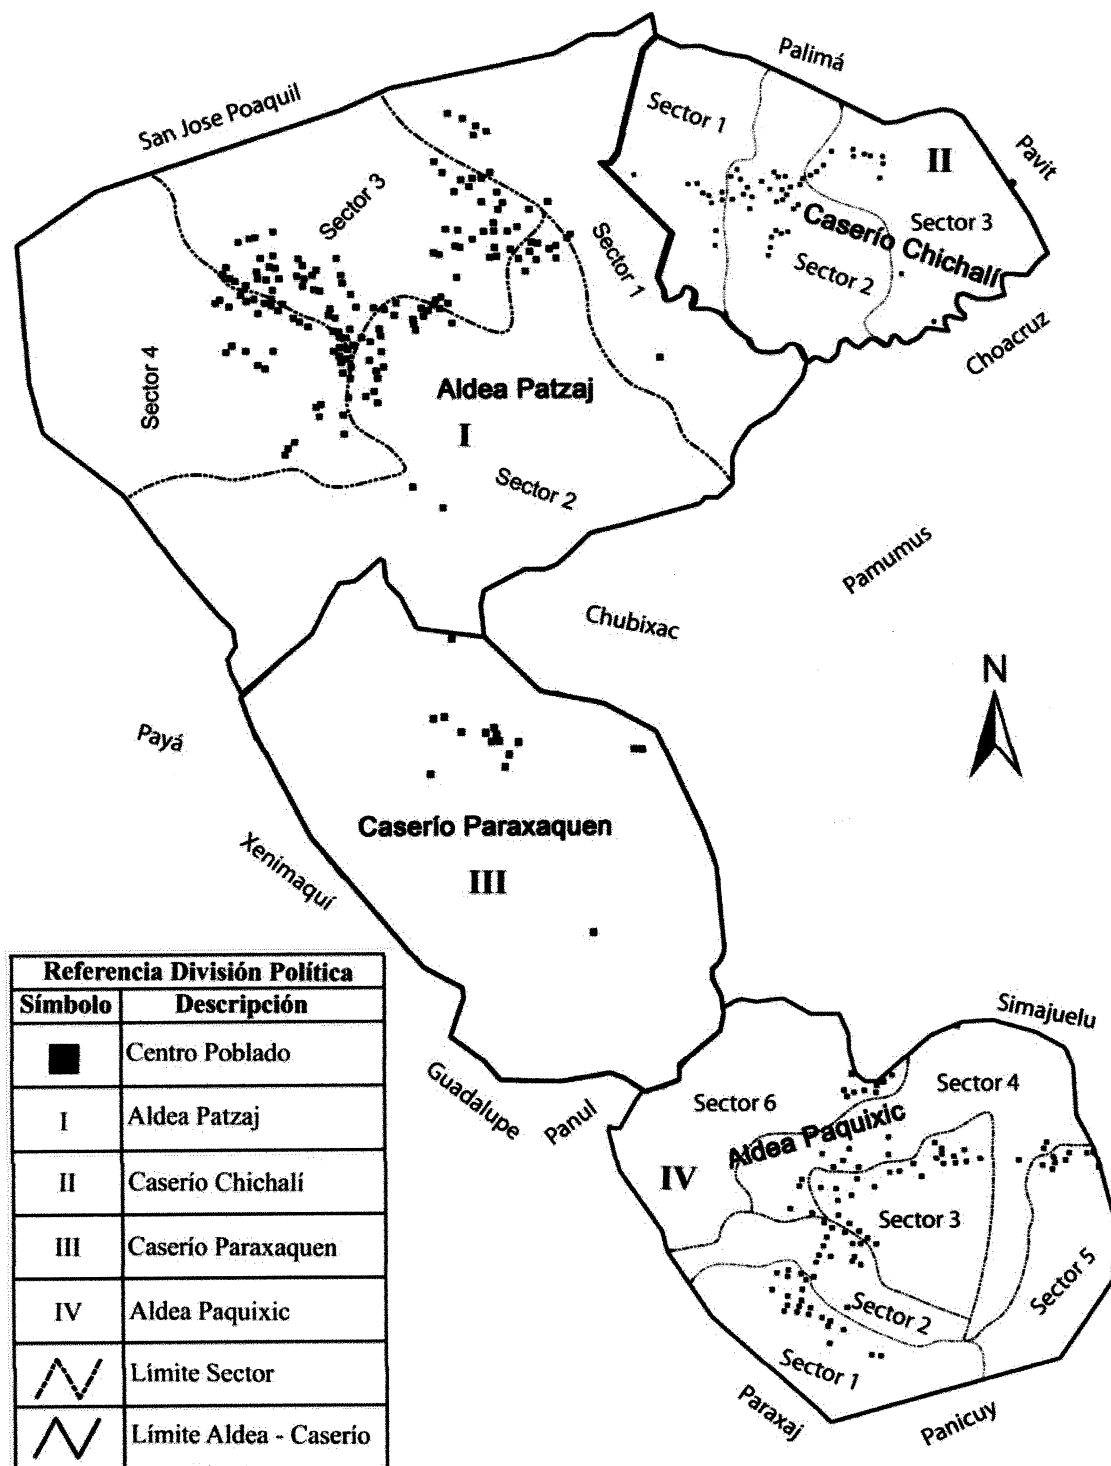 Palimá
San Jose Poaquil
Sector 1
II
Pavit
Sector 3
Sector 3
Caserío Chichalí
Sector 1
Sector 2
Choacruz
Sector 4
Aldea Patzaj
I
Sector 2
Pamumus
Chubixac
N
Payá
Caserío Paraxaquen
Xenimaquí
III
Referencia División Política
Símbolo Descripción
Centro Poblado
I Aldea Patzaj
II Caserío Chichalí
III Caserío Paraxaquen
IV Aldea Paquixic
Límite Sector
Límite Aldea - Caserío
Simajuelu
Guadalupe
Panul
Sector 6
Sector 4
Aldea Paquixic
IV
Sector 3
Sector 5
Sector 2
Sector 1
Paraxaj
Panicuy